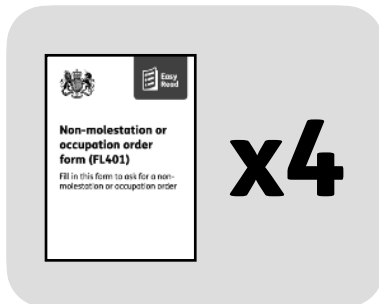 Easy
Read
Non-molestation or
occupation order
form (FL401)
Fill in this form to ask for a non-
molestation or occupation order
x4